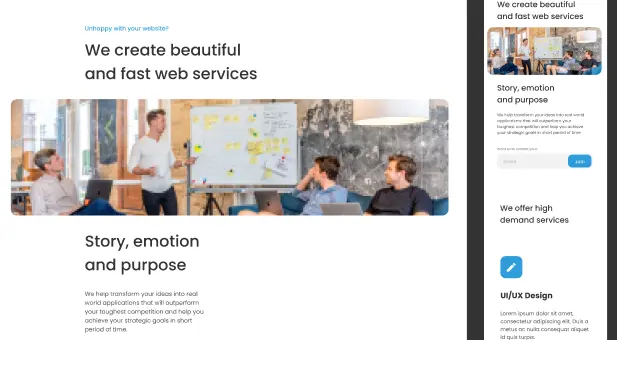 Unhappy with your website?
We create beautiful
and fast web services
Story, emotion
and purpose
We help transform your ideas into real
world applications that will outperform
your toughest competition and help you
achieve your strategic goals in short
period of time.
We create beautiful
and fast web services
Story, emotion
and purpose
We help transform your ideas into real world
applications that will outperform your
toughest competition and help you achieve
your strategic goals in short period of time
Join
We offer high
demand services
UI/UX Design
Lorem ipsum dolor sit amet,
consectetur adipiscing elit. Duis a
metus ac nulla consequat aliquet
id quis turpis.